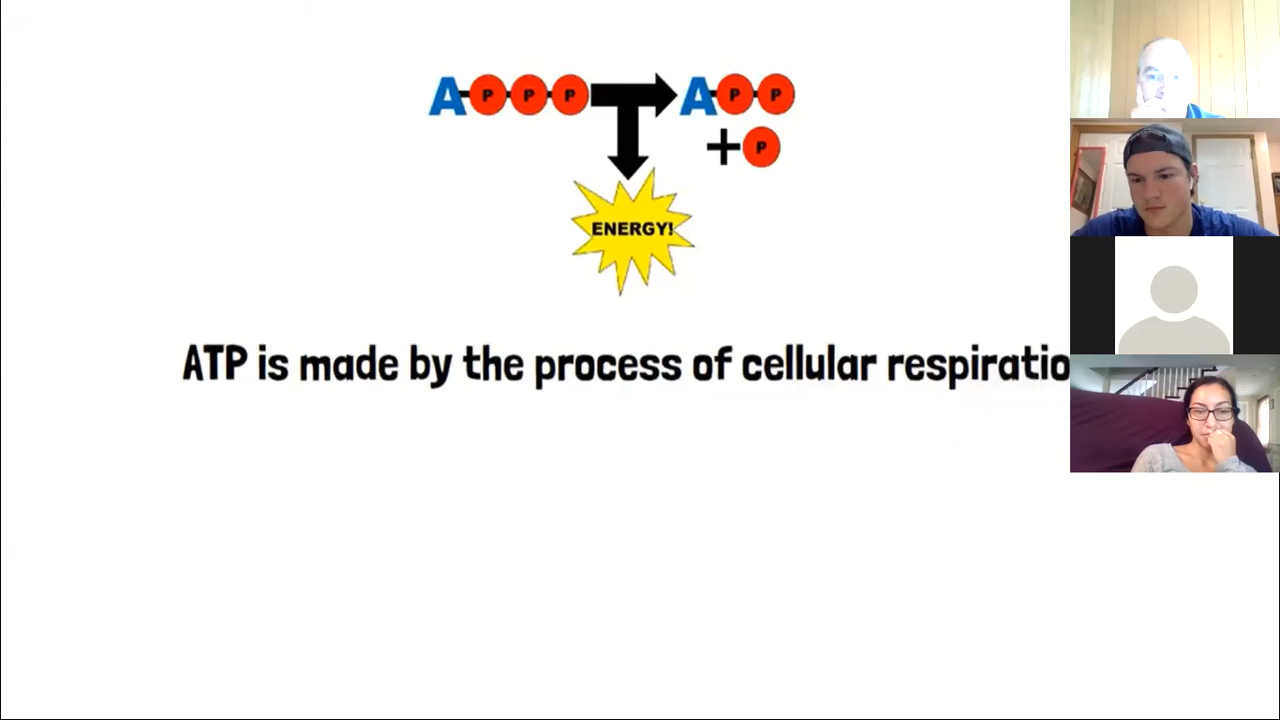 A P P P A P P
+ P
ENERGY!
ATP is made by the process of cellular respiratio